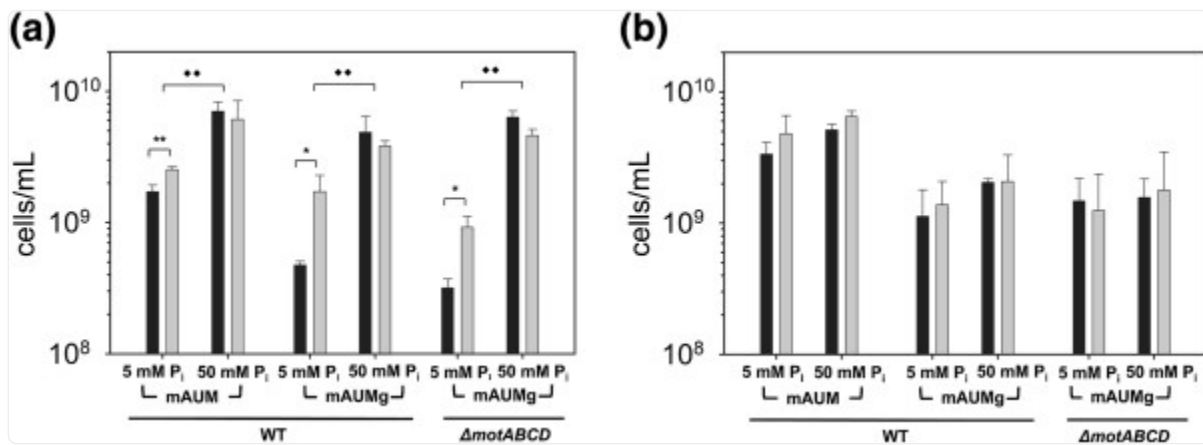 (a)
cells/mL
10¹⁰
10⁹
10⁸
** * *
◆◆ ◆◆ ◆◆
5 mM Pᵢ 50 mM Pᵢ 5 mM Pᵢ 50 mM Pᵢ 5 mM Pᵢ 50 mM Pᵢ
mAUM mAUMg mAUMg
WT ΔmotABCD
(b)
cells/mL
10¹⁰
10⁹
10⁸
5 mM Pᵢ 50 mM Pᵢ 5 mM Pᵢ 50 mM Pᵢ 5 mM Pᵢ 50 mM Pᵢ
mAUM mAUMg mAUMg
WT ΔmotABCD